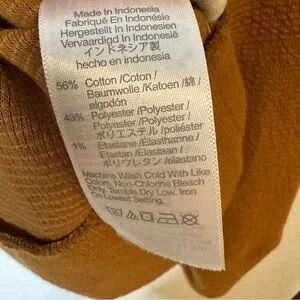 Made In Indonesia
Fabriqué En Indonésie
Hergestellt In Indonesien
Vervaardigd In Indonesië
インドネシア製
hecho en indonesia
56% Cotton /Coton /
Baumwolle /Katoen /綿 /
algodón
43% Polyester /Polyester /
Polyester /Polyester /
ポリエステル /poliéster
1% Elastane /Elasthanne /
Elastan /Elastaan /
ポリウレタン /elastano
Machine Wash Cold With Like
Colors, Non-Chlorine Bleach
Only. Tumble Dry Low. Iron
On Lowest Setting.